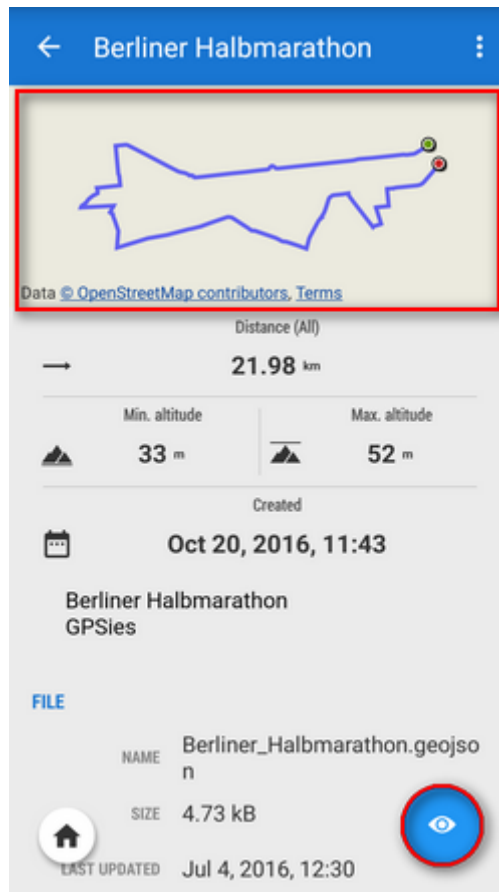 Berliner Halbmarathon
Data © OpenStreetMap contributors, Terms
Distance (All)
21.98 km
Min. altitude
33 m
Max. altitude
52 m
Created
Oct 20, 2016, 11:43
Berliner Halbmarathon
GPSies
FILE
NAME Berliner_Halbmarathon.geojso
n
SIZE 4.73 kB
LAST UPDATED Jul 4, 2016, 12:30